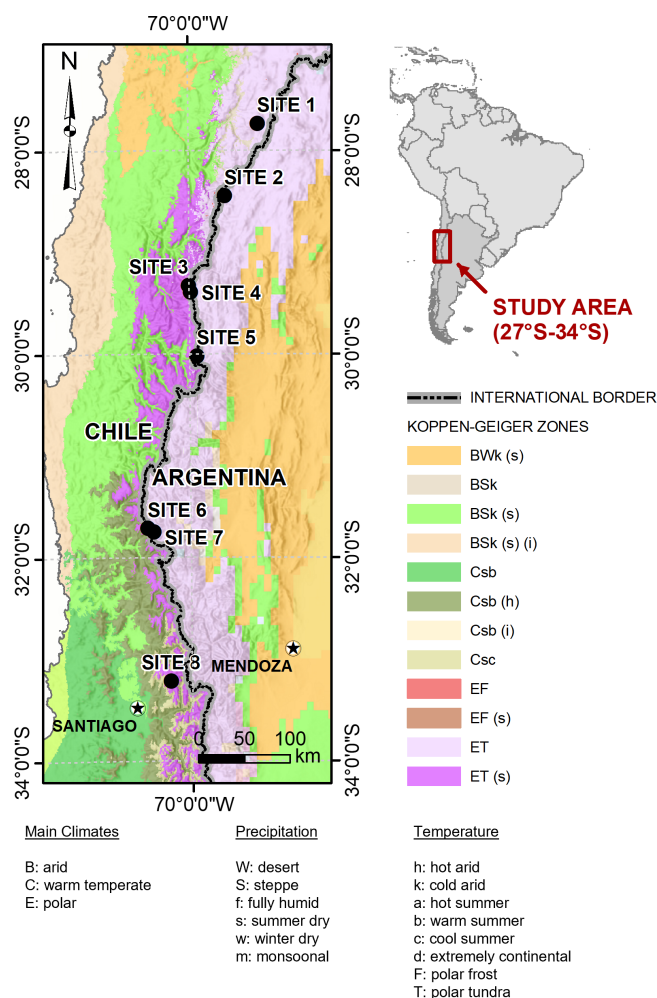 70°0'0"W
N
SITE 1
28°0'0"S
28°0'0"S
SITE 2
SITE 3
SITE 4
STUDY AREA
(27°S-34°S)
SITE 5
30°0'0"S
30°0'0"S
INTERNATIONAL BORDER
KOPPEN-GEIGER ZONES
CHILE
BWk (s)
ARGENTINA
BSk
SITE 6
BSk (s)
SITE 7
BSk (s) (i)
32°0'0"S
32°0'0"S
Csb
Csb (h)
Csb (i)
SITE 8
MENDOZA
Csc
EF
SANTIAGO
EF (s)
0 50 100
km
ET
34°0'0"S
34°0'0"S
ET (s)
70°0'0"W
Main Climates
B: arid
C: warm temperate
E: polar
Precipitation
W: desert
S: steppe
f: fully humid
s: summer dry
w: winter dry
m: monsoonal
Temperature
h: hot arid
k: cold arid
a: hot summer
b: warm summer
c: cool summer
d: extremely continental
F: polar frost
T: polar tundra